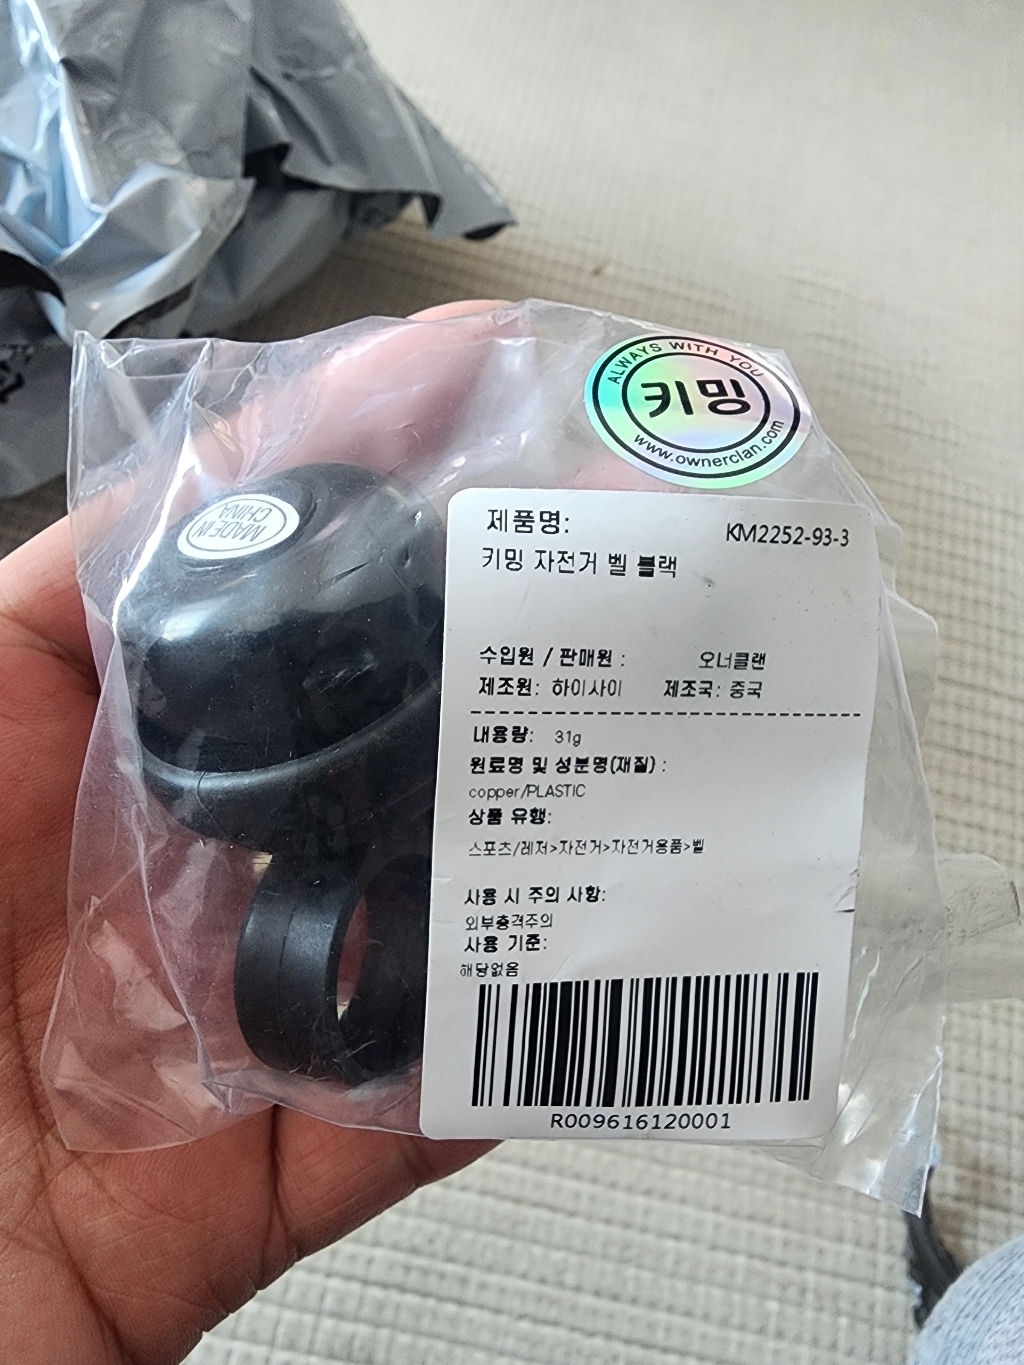 ALWAYS WITH YOU
키밍
www.ownerclan.com
MADE IN
CHINA
제품명: KM2252-93-3
키밍 자전거 벨 블랙
수입원 / 판매원 : 오너클랜
제조원: 하이사이 제조국: 중국
내용량: 31g
원료명 및 성분명(재질) :
copper/PLASTIC
상품 유형:
스포츠/레저>자전거>자전거용품>벨
사용 시 주의 사항:
외부충격주의
사용 기준:
해당없음
R009616120001